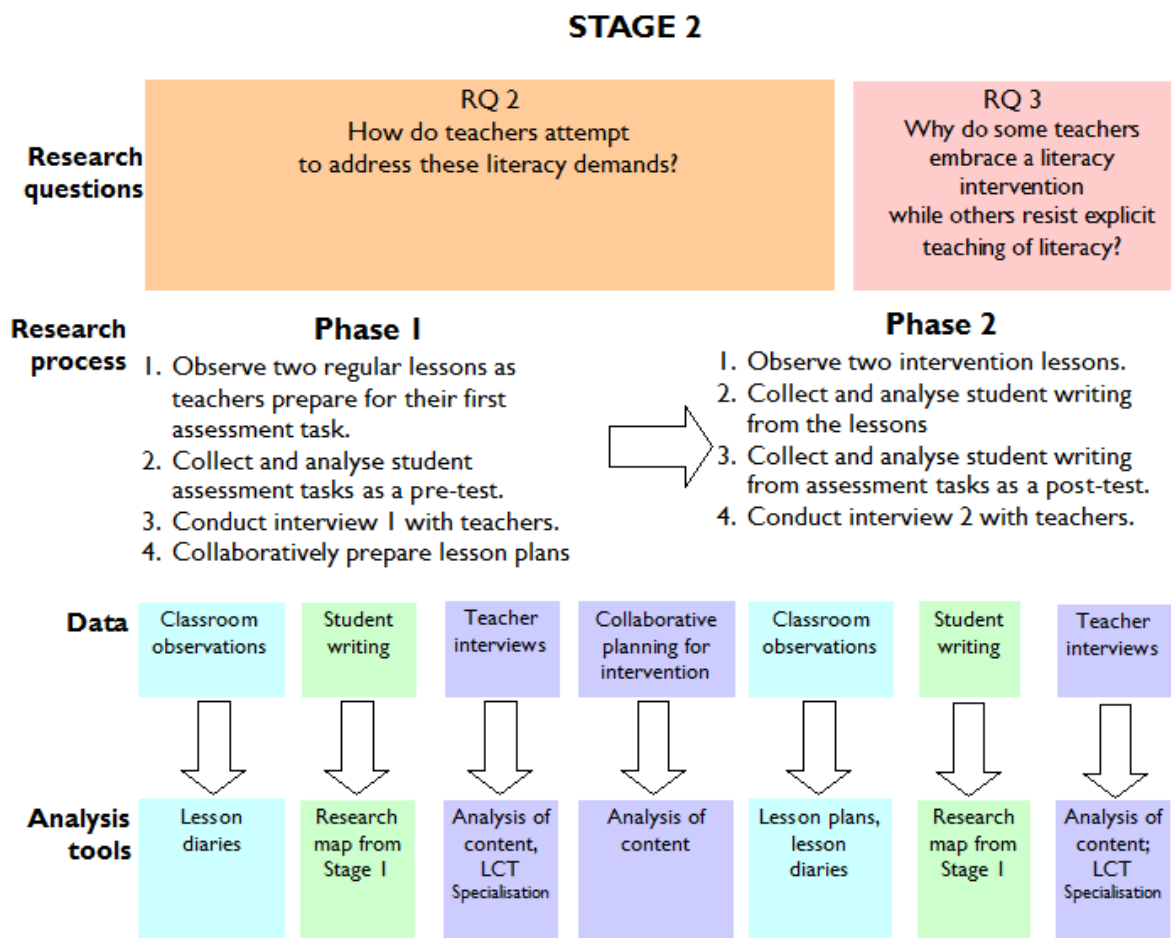 STAGE 2
Research
questions
RQ 2
How do teachers attempt
to address these literacy demands?
RQ 3
Why do some teachers
embrace a literacy
intervention
while others resist explicit
teaching of literacy?
Research
process
Phase 1
1. Observe two regular lessons as
teachers prepare for their first
assessment task.
2. Collect and analyse student
assessment tasks as a pre-test.
3. Conduct interview 1 with teachers.
4. Collaboratively prepare lesson plans
Phase 2
1. Observe two intervention lessons.
2. Collect and analyse student writing
from the lessons
3. Collect and analyse student writing
from assessment tasks as a post-test.
4. Conduct interview 2 with teachers.
Data
Classroom
observations
Student
writing
Teacher
interviews
Collaborative
planning for
intervention
Classroom
observations
Student
writing
Teacher
interviews
Analysis
tools
Lesson
diaries
Research
map from
Stage 1
Analysis of
content,
LCT
Specialisation
Analysis of
content
Lesson plans,
lesson
diaries
Research
map from
Stage 1
Analysis of
content;
LCT
Specialisation